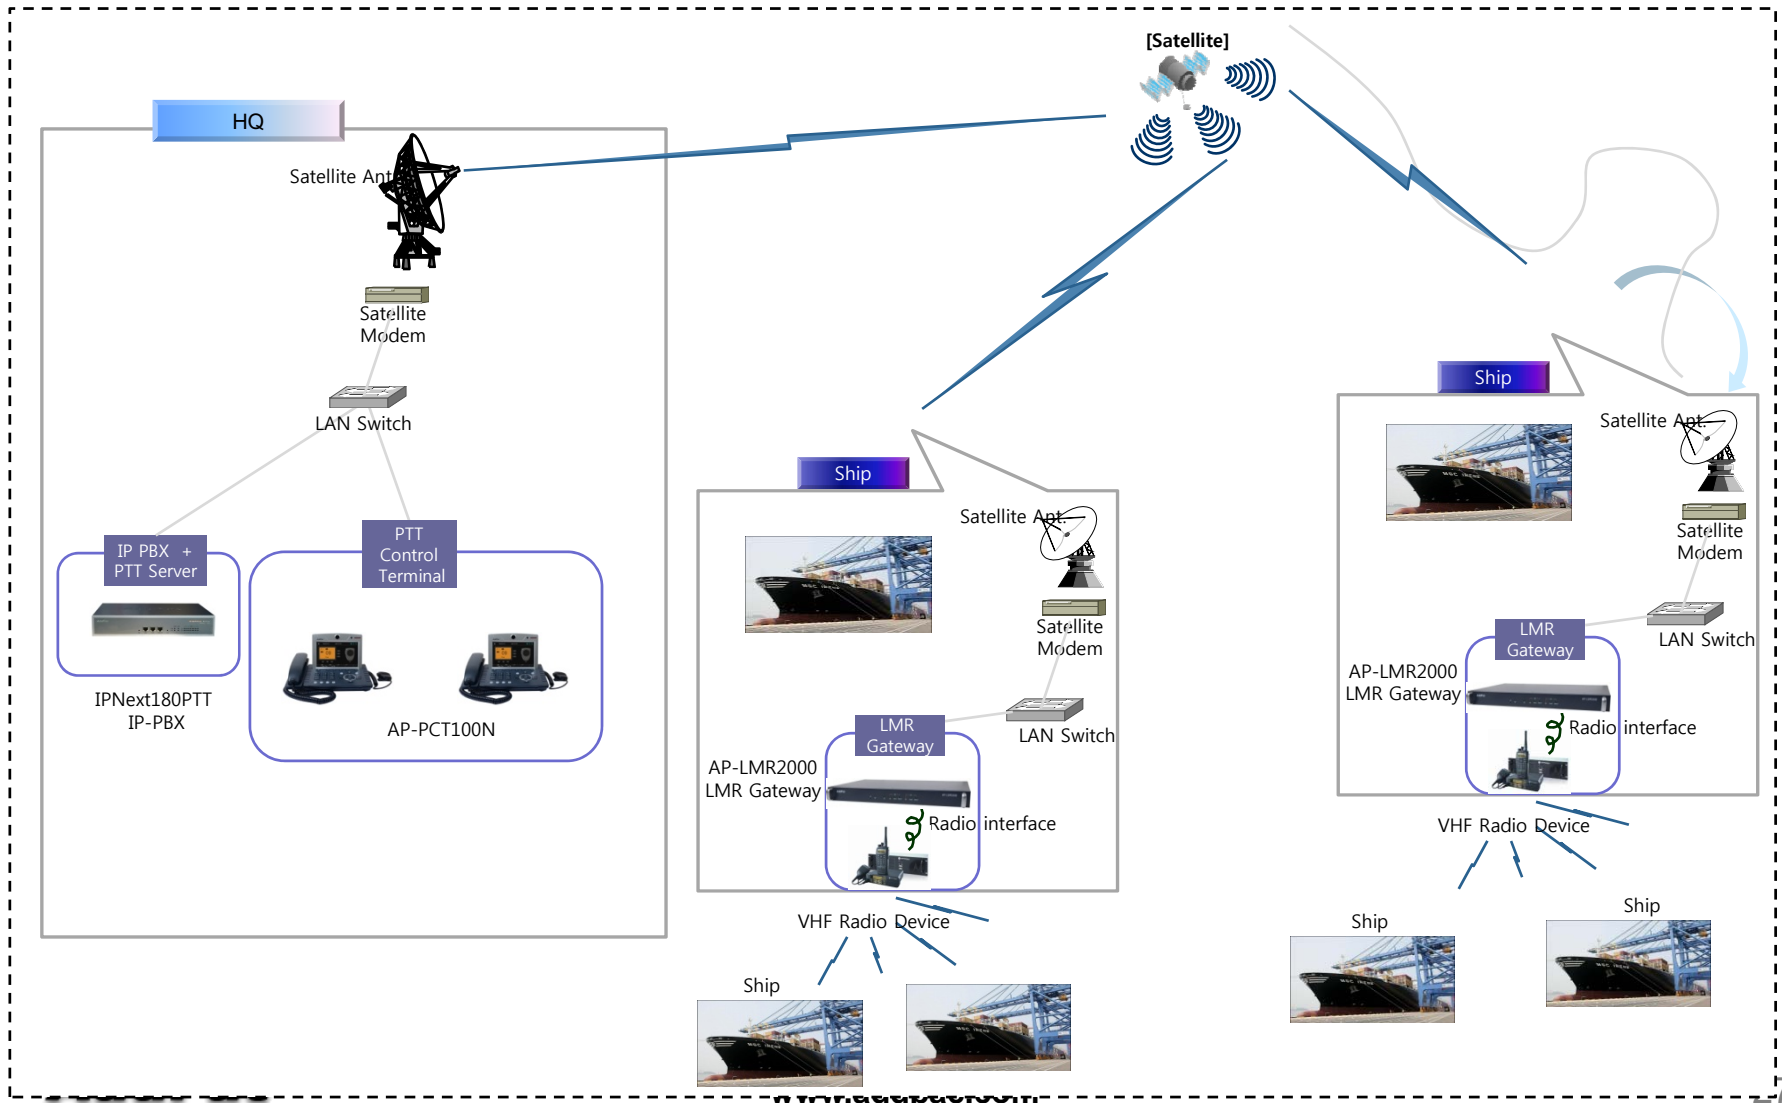 [Satellite]
HQ
Satellite Ant.
Satellite
Modem
LAN Switch
IP PBX +
PTT Server
PTT
Control
Terminal
IPNext180PTT
IP-PBX
AP-PCT100N
Ship
Satellite Ant.
Satellite
Modem
LAN Switch
LMR
Gateway
AP-LMR2000
LMR Gateway
Radio interface
VHF Radio Device
Ship
Ship
Satellite Ant.
Satellite
Modem
LAN Switch
LMR
Gateway
AP-LMR2000
LMR Gateway
Radio interface
VHF Radio Device
Ship
Ship